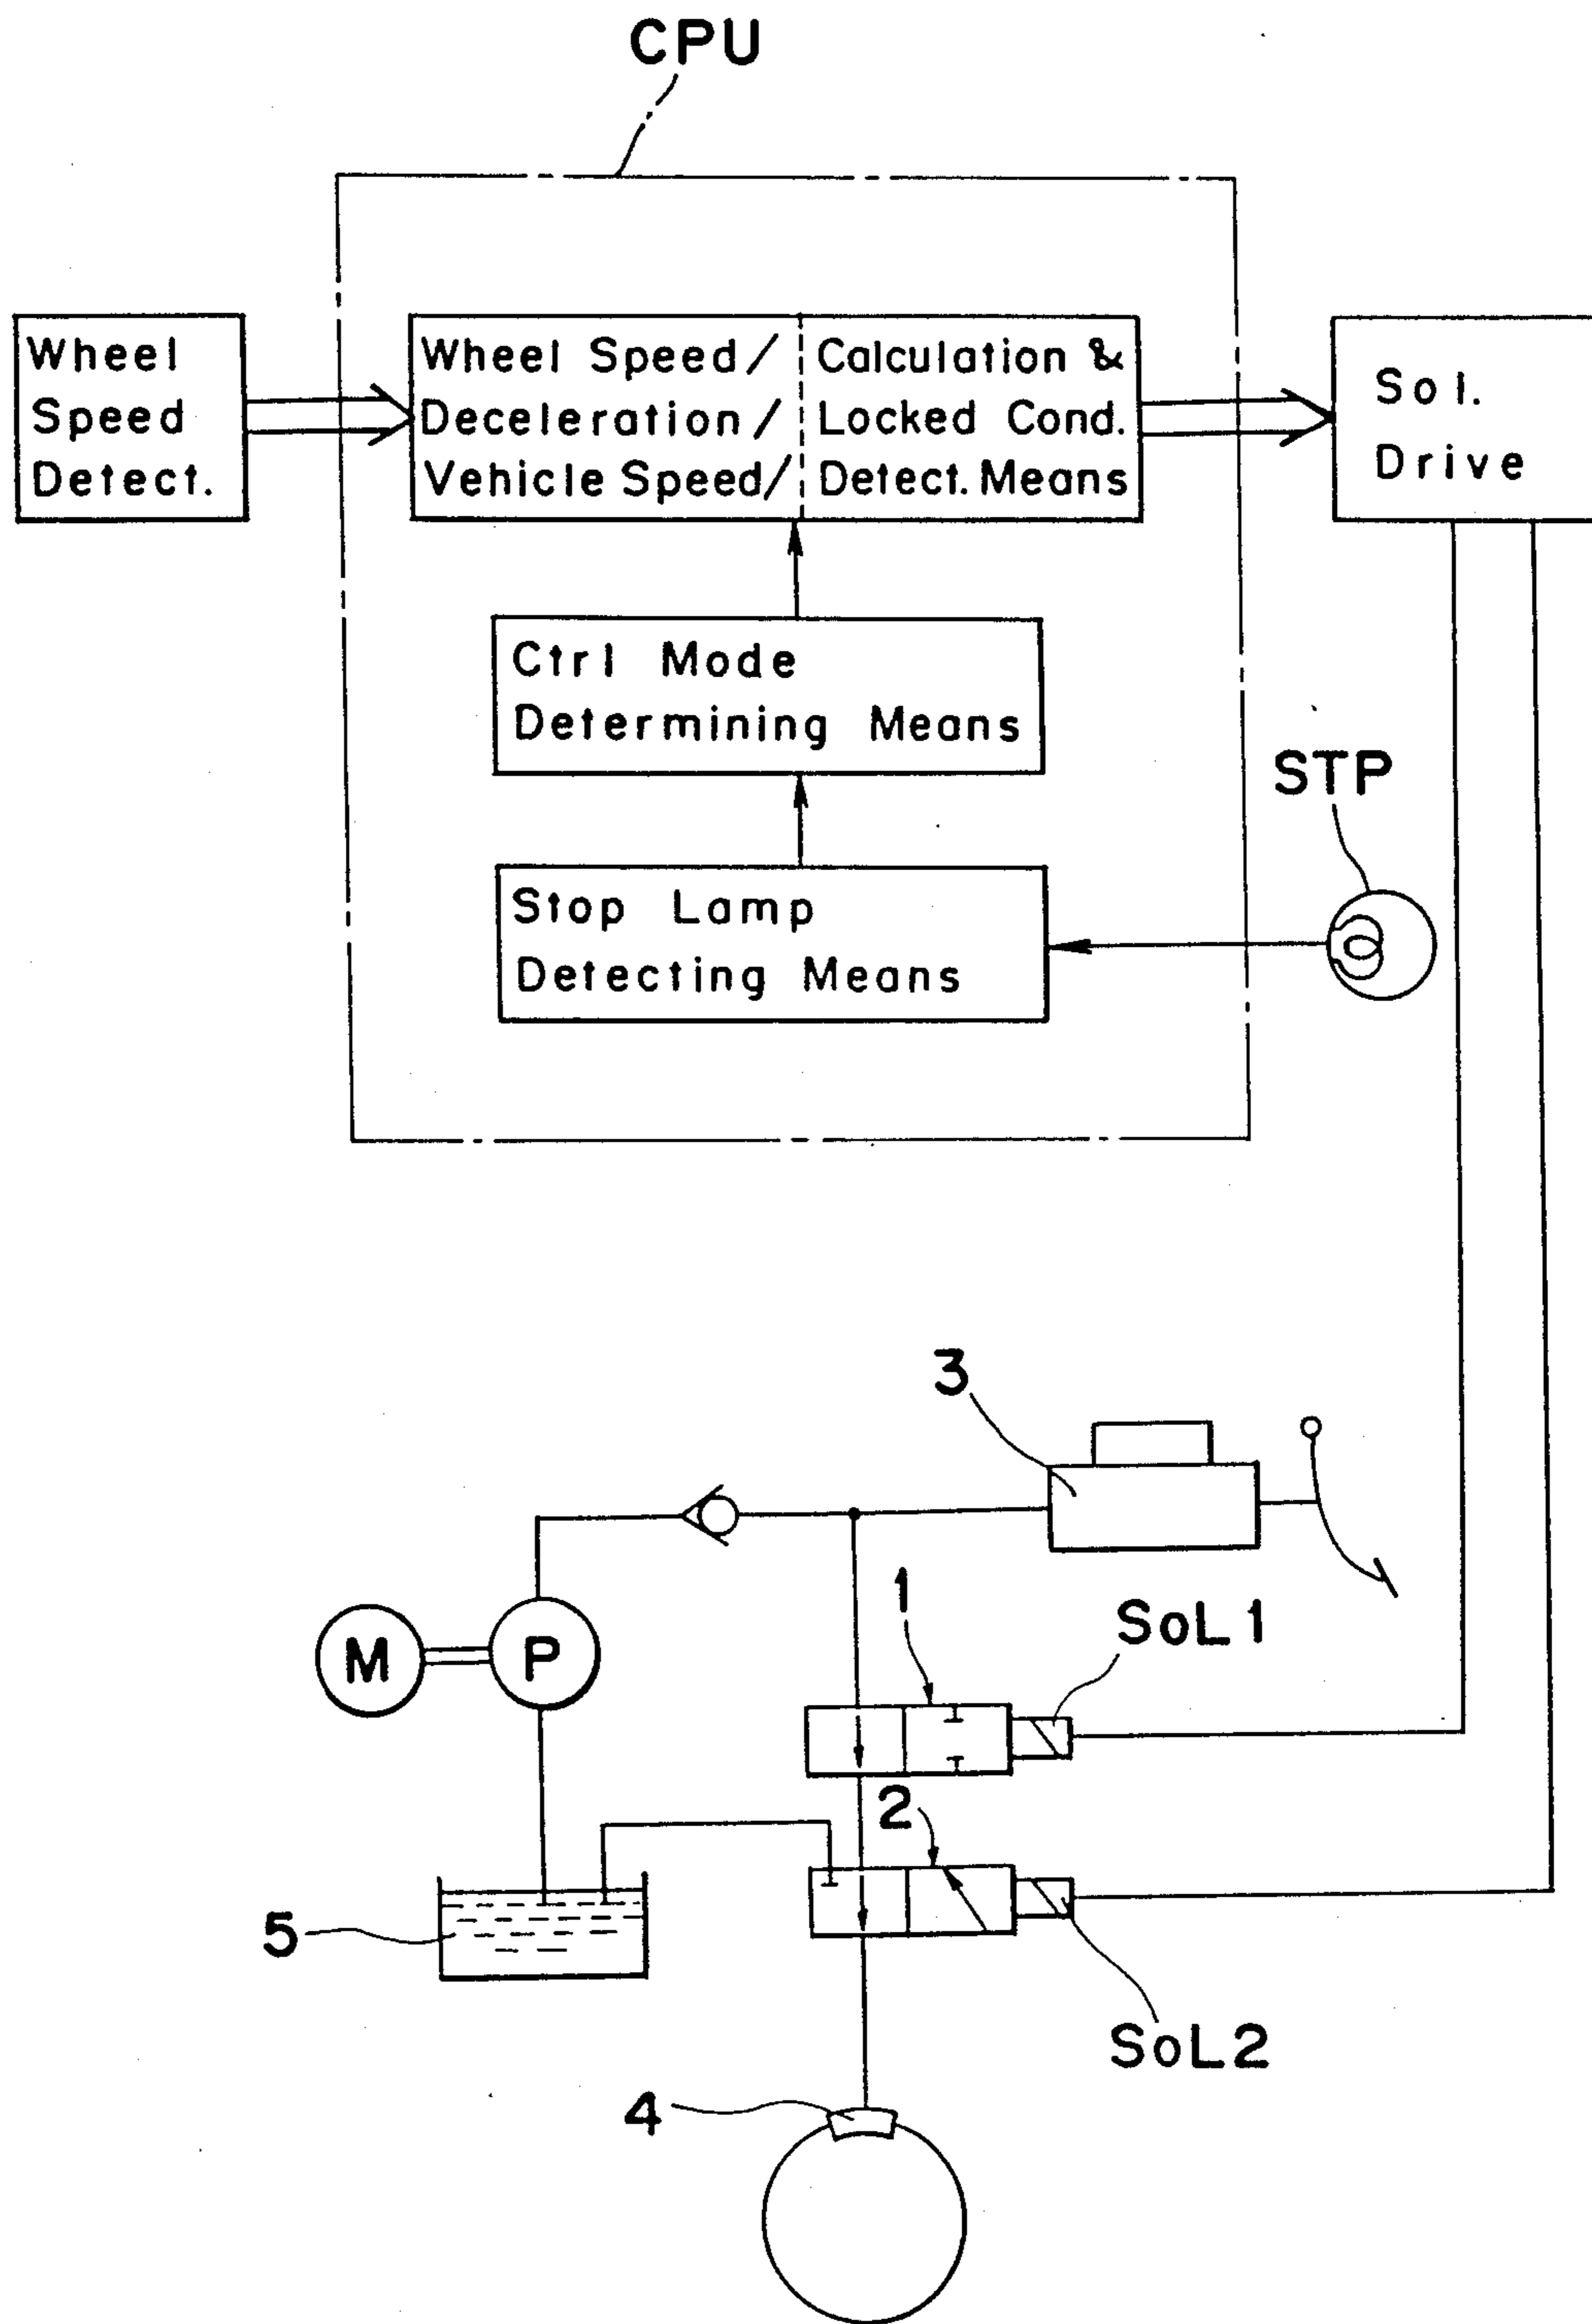 CPU
Wheel
Speed
Detect.
Wheel Speed/
Deceleration/
Vehicle Speed/
Calculation &
Locked Cond.
Detect. Means
Sol.
Drive
Ctrl Mode
Determining Means
STP
Stop Lamp
Detecting Means
3
1
SoL1
M
P
2
5
SoL2
4